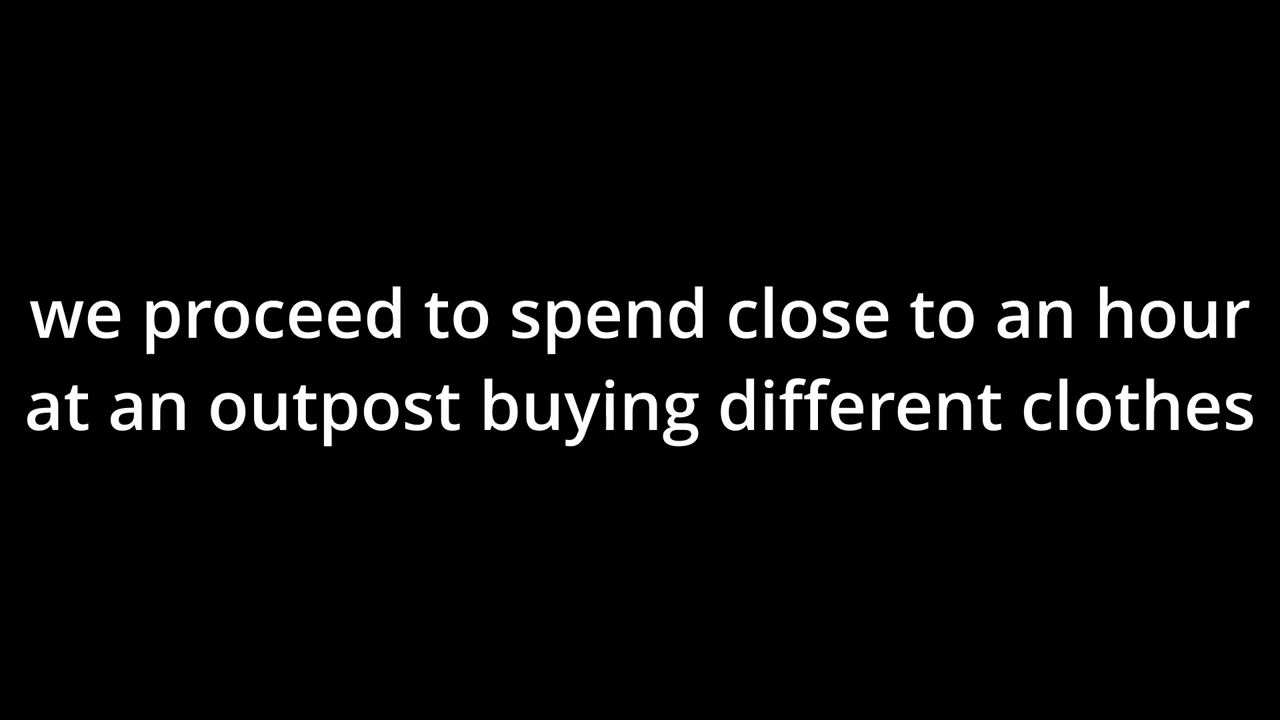 we proceed to spend close to an hour
at an outpost buying different clothes